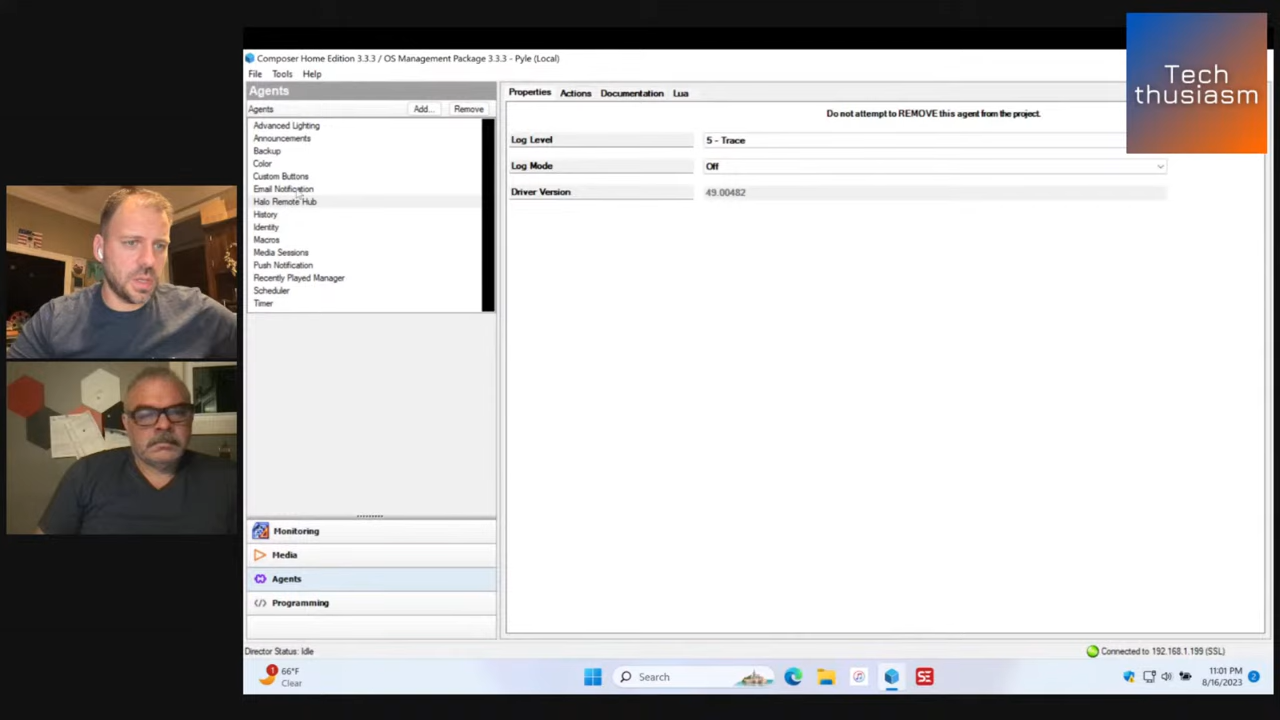 Composer Home Edition 3.3.3 / OS Management Package 3.3.3 - Pyle (Local)
File Tools Help
Agents
Agents Add... Remove
Advanced Lighting
Announcements
Backup
Color
Custom Buttons
Email Notification
Halo Remote Hub
History
Identity
Macros
Media Sessions
Push Notification
Recently Played Manager
Scheduler
Timer
Monitoring
Media
Agents
Programming
Properties Actions Documentation Lua
Do not attempt to REMOVE this agent from the project.
Log Level 5 - Trace
Log Mode Off
Driver Version 49.00482
Tech
thusiasm
Director Status: Idle
Connected to 192.168.1.199 (SSL)
1
66°F
Clear
Search
SE
11:01 PM
8/16/2023
2